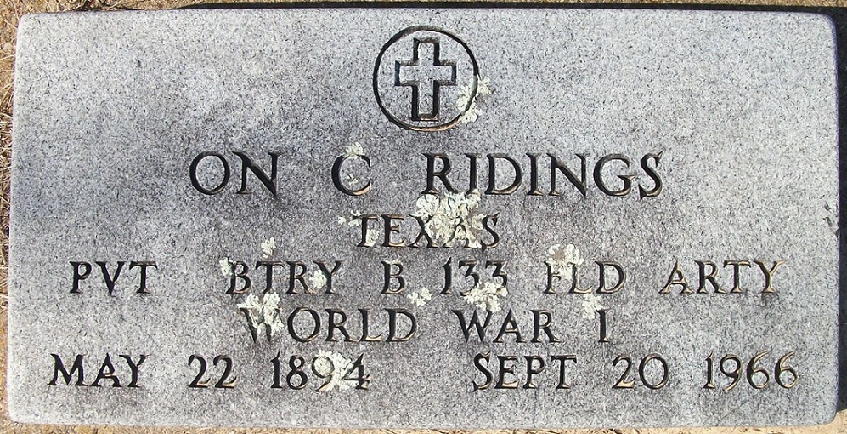 ON C RIDINGS
TEXAS
PVT BTRY B 133 FLD ARTY
WORLD WAR I
MAY 22 1894 SEPT 20 1966